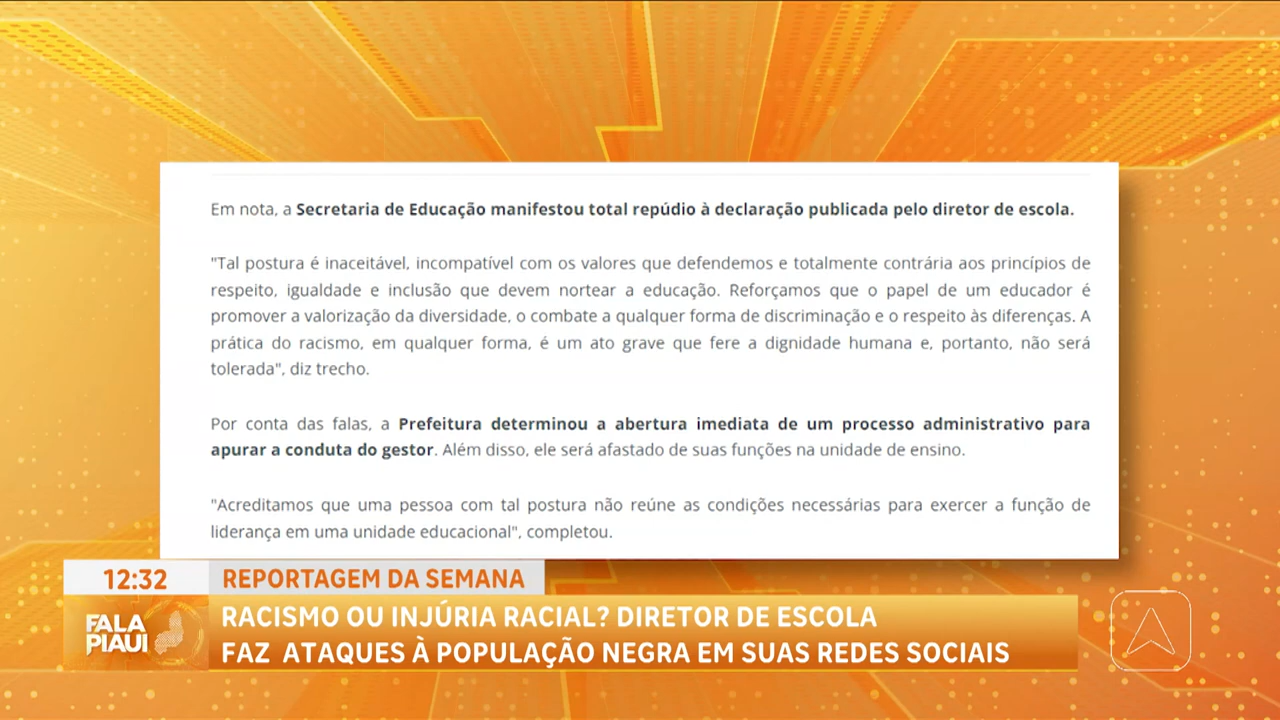 Em nota, a Secretaria de Educação manifestou total repúdio à declaração publicada pelo diretor de escola.
"Tal postura é inaceitável, incompatível com os valores que defendemos e totalmente contrária aos princípios de
respeito, igualdade e inclusão que devem nortear a educação. Reforçamos que o papel de um educador é
promover a valorização da diversidade, o combate a qualquer forma de discriminação e o respeito às diferenças. A
prática do racismo, em qualquer forma, é um ato grave que fere a dignidade humana e, portanto, não será
tolerada", diz trecho.
Por conta das falas, a Prefeitura determinou a abertura imediata de um processo administrativo para
apurar a conduta do gestor. Além disso, ele será afastado de suas funções na unidade de ensino.
"Acreditamos que uma pessoa com tal postura não reúne as condições necessárias para exercer a função de
liderança em uma unidade educacional", completou.
12:32
REPORTAGEM DA SEMANA
FALA
PIAUÍ
RACISMO OU INJÚRIA RACIAL? DIRETOR DE ESCOLA
FAZ ATAQUES À POPULAÇÃO NEGRA EM SUAS REDES SOCIAIS